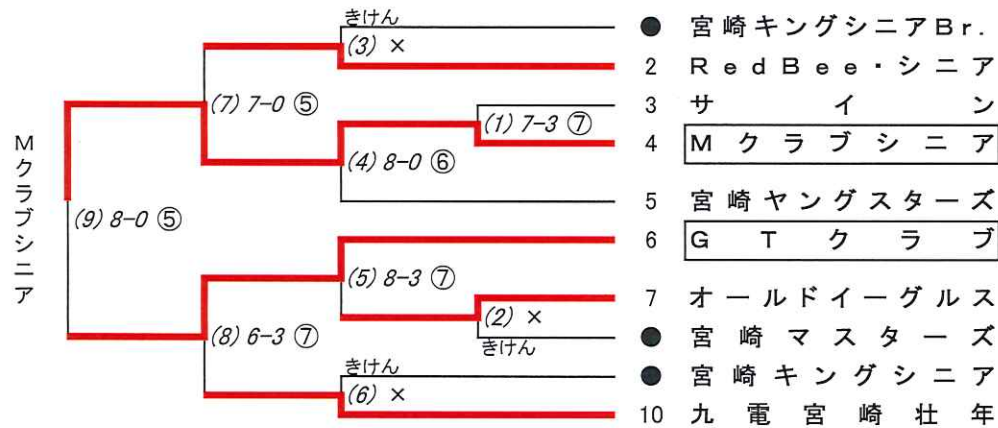 きけん
● 宮崎キングシニアBr.
(3) ×
2 RedBee・シニア
(7) 7-0 ⑤
3 サイン
(1) 7-3 ⑦
4 Mクラブシニア
(4) 8-0 ⑥
5 宮崎ヤングスターズ
Mクラブシニア
(9) 8-0 ⑤
6 GTクラブ
(5) 8-3 ⑦
7 オールドイーグルス
(2) ×
(8) 6-3 ⑦
● 宮崎マスターズ
きけん
きけん
● 宮崎キングシニア
(6) ×
10 九電宮崎壮年